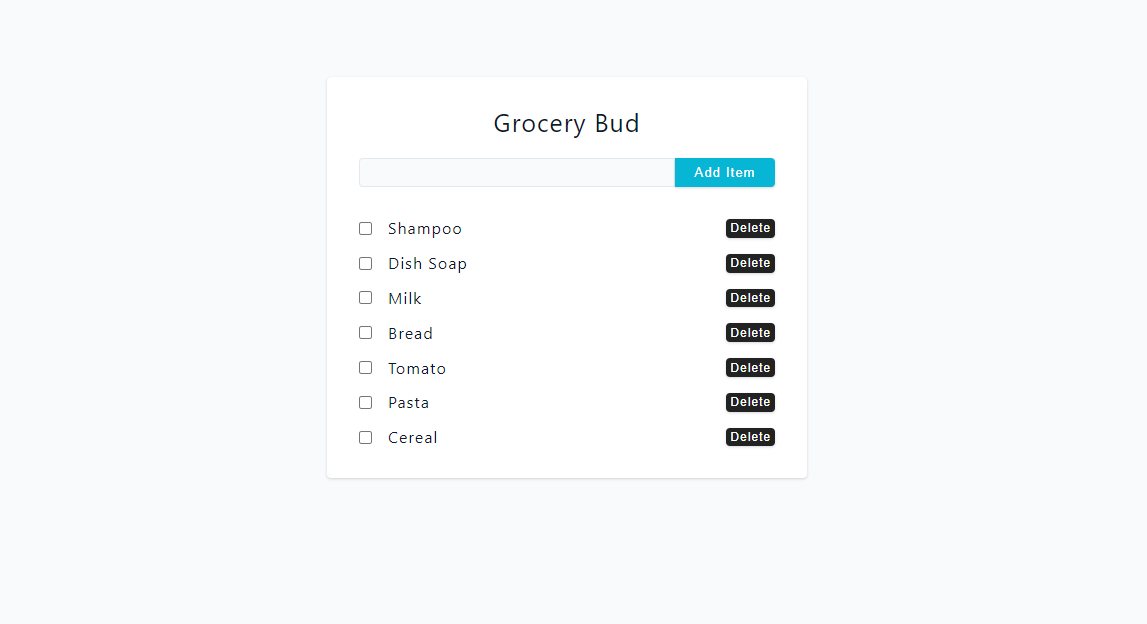 Grocery Bud
Add Item
Shampoo Delete
Dish Soap Delete
Milk Delete
Bread Delete
Tomato Delete
Pasta Delete
Cereal Delete